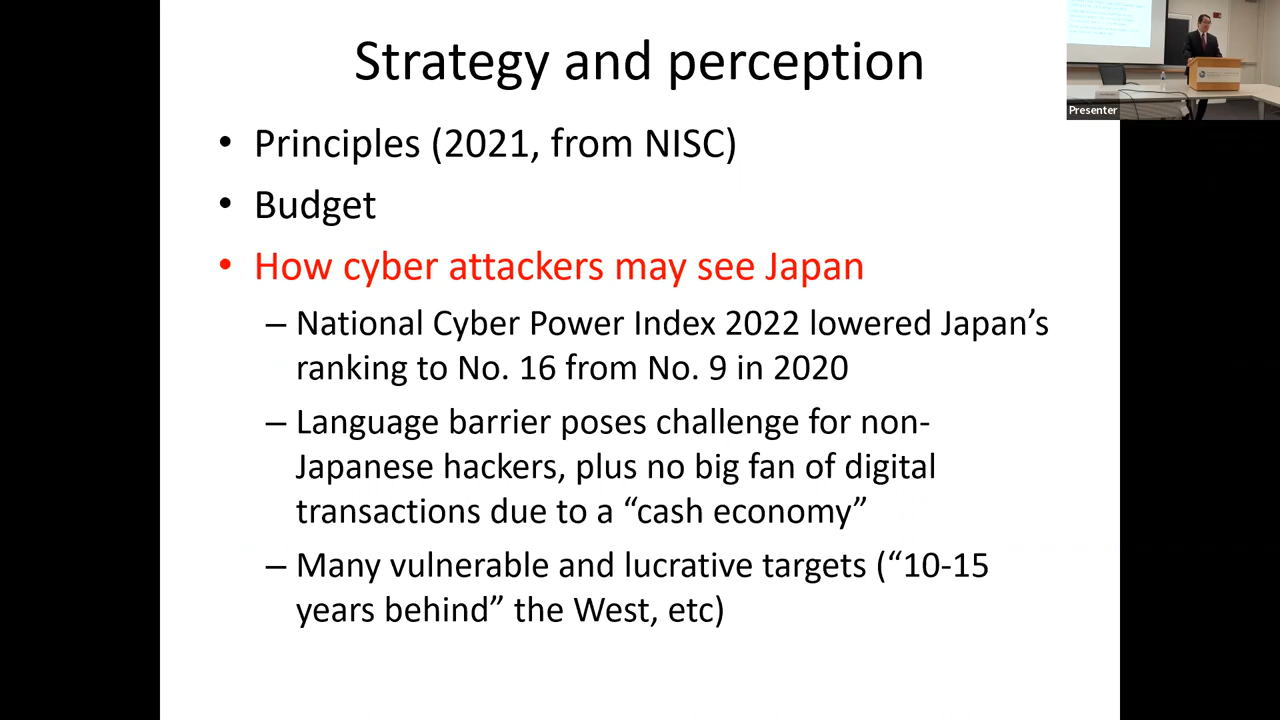 Strategy and perception
Presenter
• Principles (2021, from NISC)
• Budget
• How cyber attackers may see Japan
– National Cyber Power Index 2022 lowered Japan’s
ranking to No. 16 from No. 9 in 2020
– Language barrier poses challenge for non-
Japanese hackers, plus no big fan of digital
transactions due to a “cash economy”
– Many vulnerable and lucrative targets (“10-15
years behind” the West, etc)